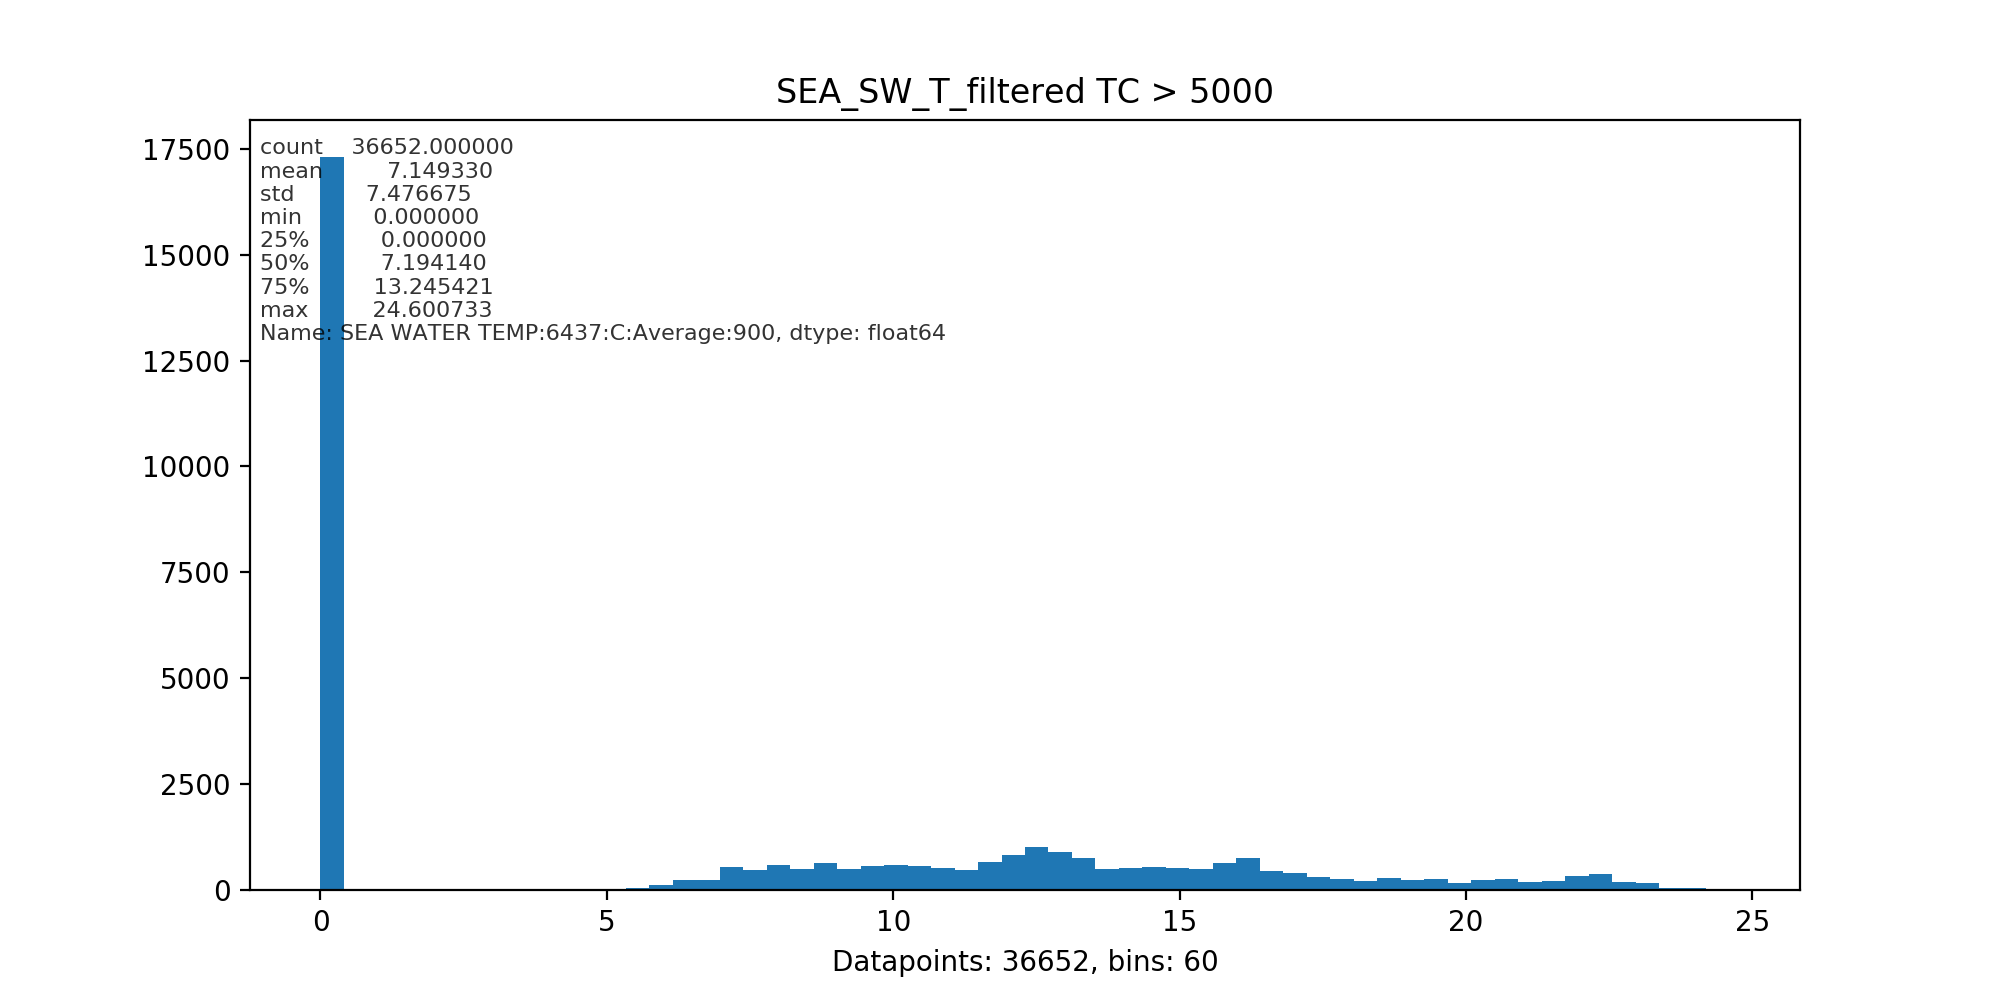 SEA_SW_T_filtered TC > 5000
17500
15000
12500
10000
7500
5000
2500
0
count 36652.000000
mean 7.149330
std 7.476675
min 0.000000
25% 0.000000
50% 7.194140
75% 13.245421
max 24.600733
Name: SEA WATER TEMP:6437:C:Average:900, dtype: float64
0 5 10 15 20 25
Datapoints: 36652, bins: 60